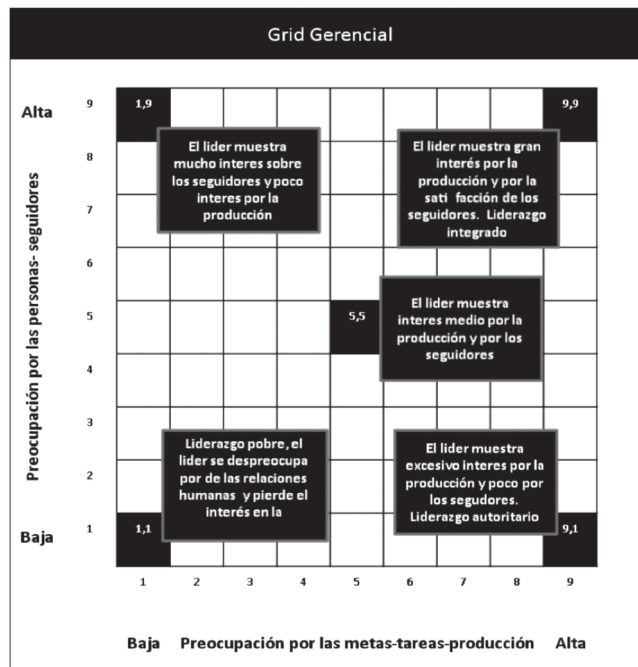 Grid Gerencial
Preocupación por las personas- seguidores
Alta
9
8
7
6
5
4
3
2
1
Baja
1,9
9,9
El lider muestra
mucho interes sobre
los seguidores y poco
interes por la
producción
El lider muestra gran
interés por la
producción y por la
sati facción de los
seguidores. Liderazgo
integrado
5,5
El lider muestra
interes medio por la
producción y por los
seguidores
Liderazgo pobre, el
lider se despreocupa
por de las relaciones
humanas y pierde el
interés en la
El lider muestra
excesivo interes por la
producción y poco por
los segudores.
Liderazgo autoritario
1,1
9,1
1 2 3 4 5 6 7 8 9
Baja Preocupación por las metas-tareas-producción Alta